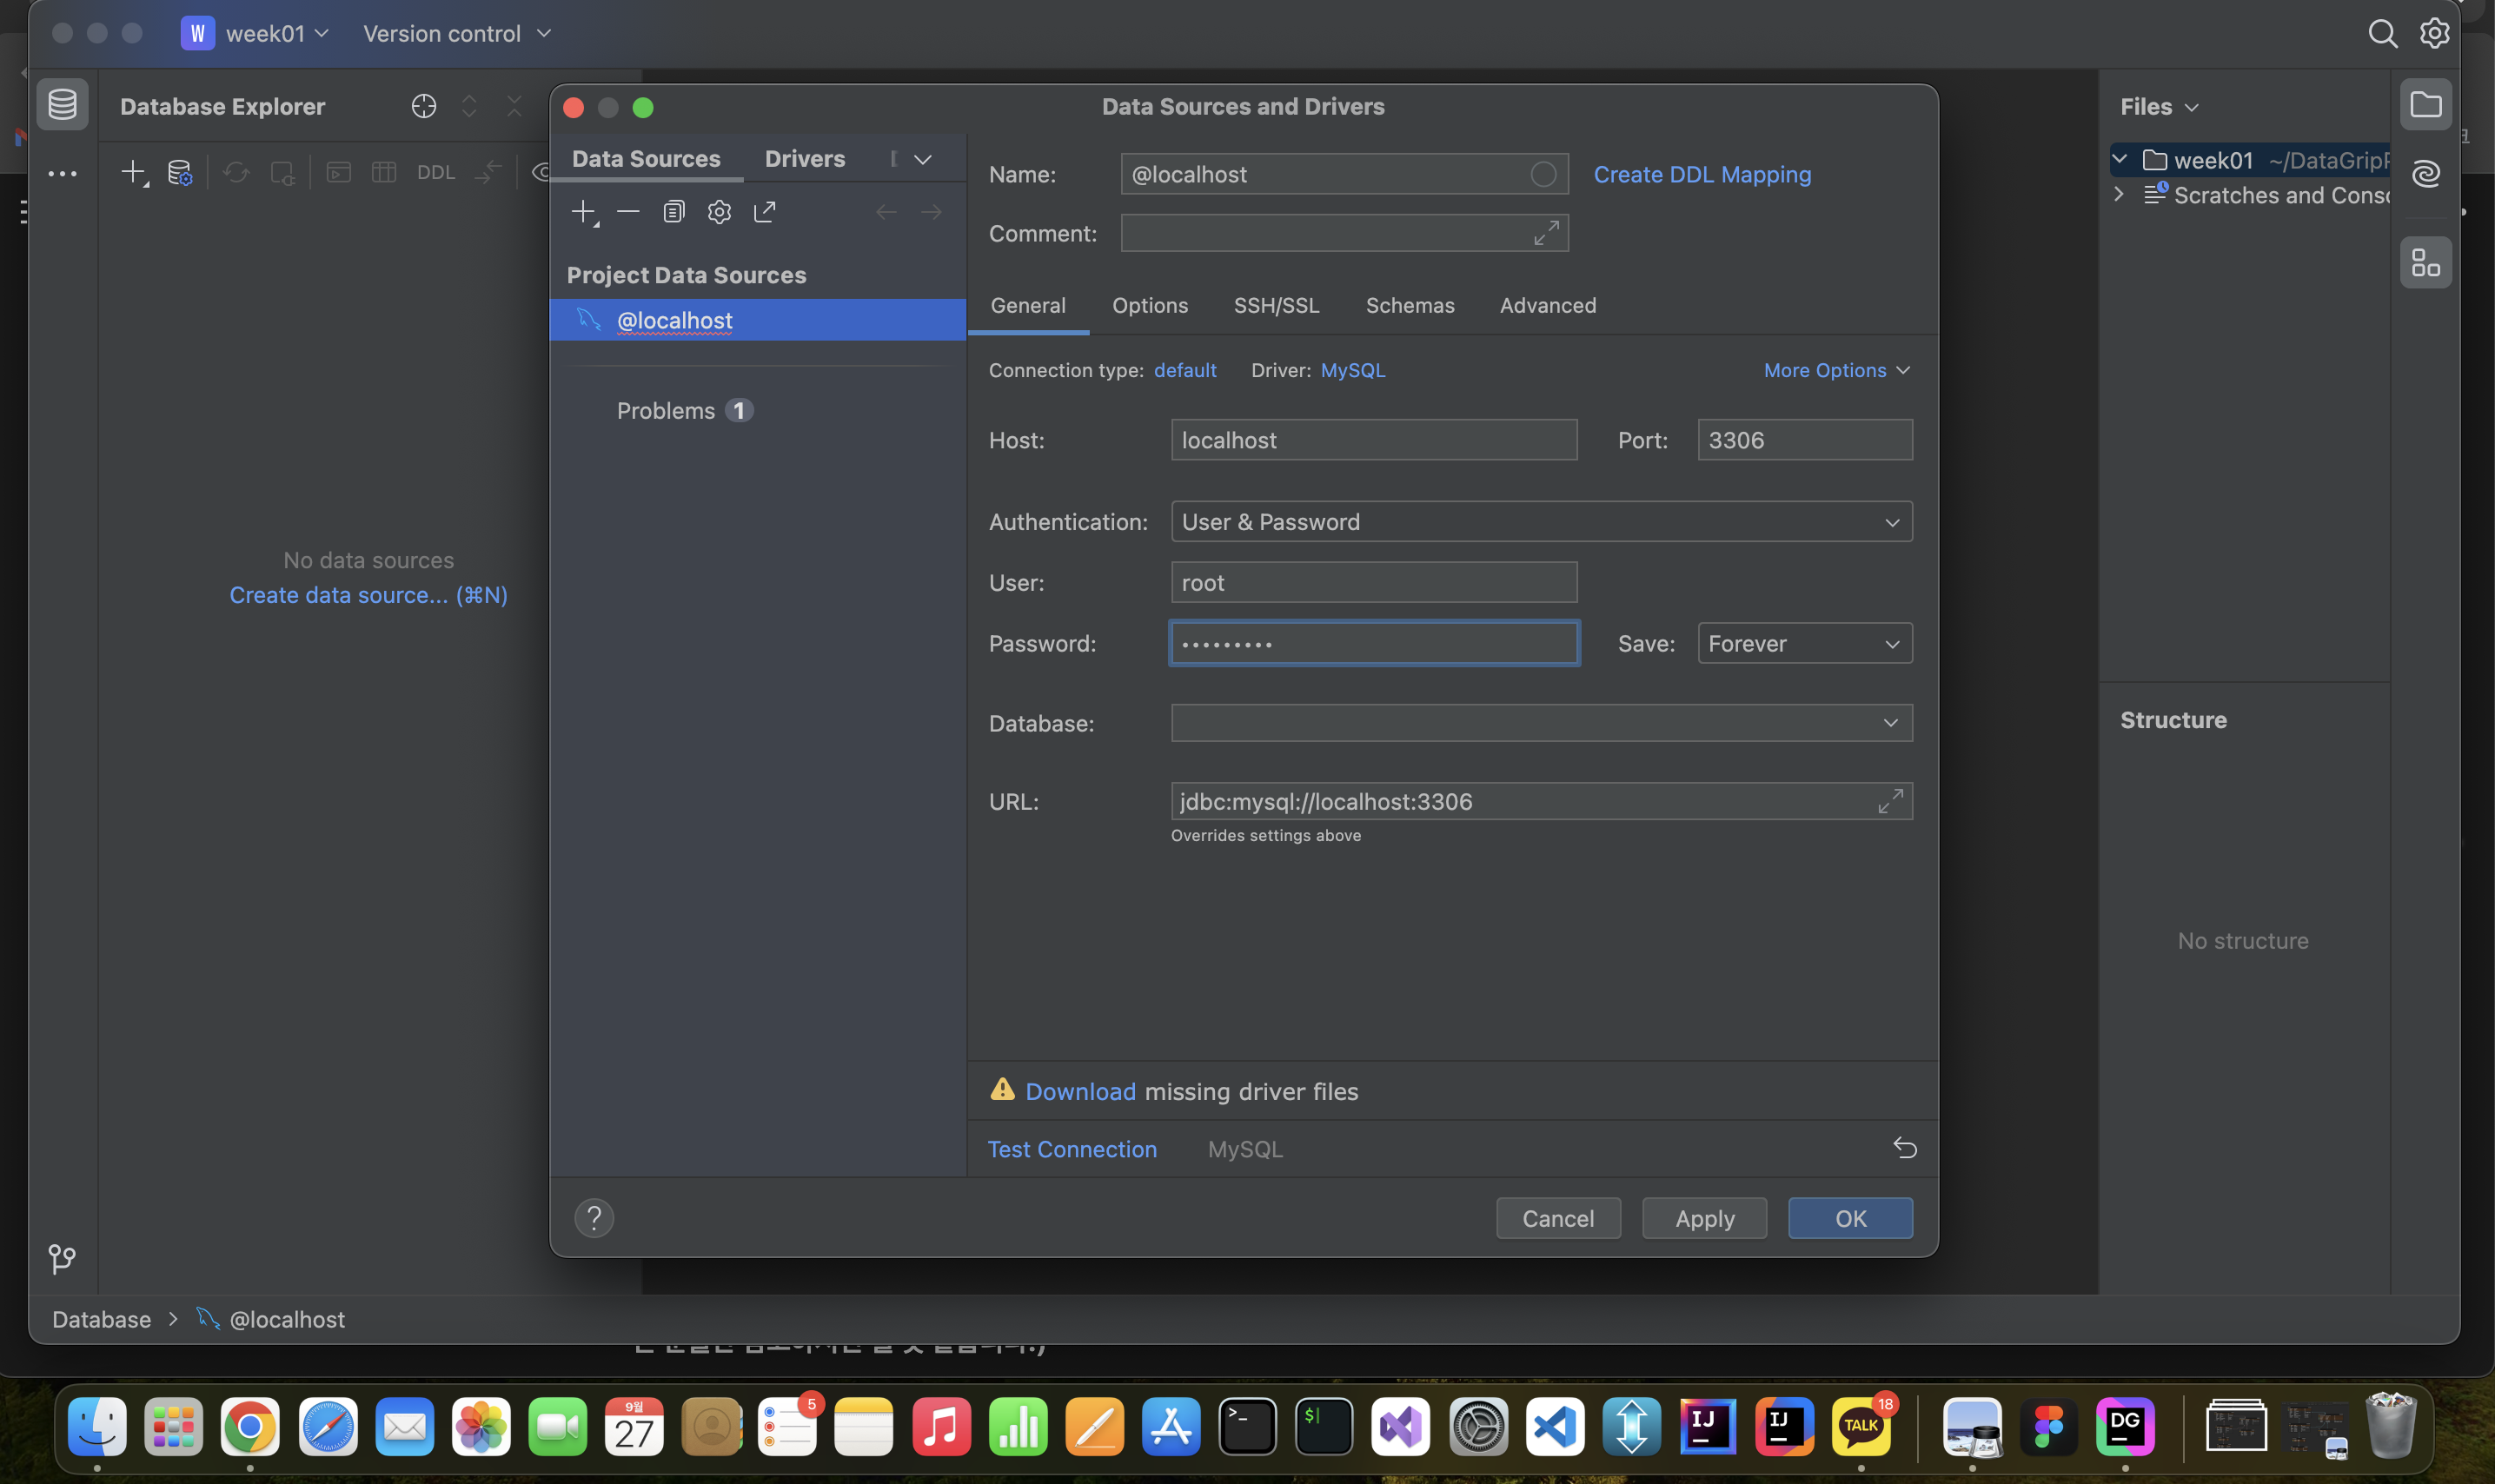 W week01 Version control
Database Explorer
DDL
No data sources
Create data source... (⌘N)
Data Sources and Drivers
Data Sources Drivers
Project Data Sources
@localhost
Problems 1
Name: @localhost Create DDL Mapping
Comment:
General Options SSH/SSL Schemas Advanced
Connection type: default Driver: MySQL More Options
Host: localhost Port: 3306
Authentication: User & Password
User: root
Password: ••••••••• Save: Forever
Database:
URL: jdbc:mysql://localhost:3306
Overrides settings above
Download missing driver files
Test Connection MySQL
? Cancel Apply OK
Files
week01 ~/DataGripP
Scratches and Conso
Structure
No structure
Database > @localhost
9월
27
5
>_
$
IJ
IJ
TALK
18
DG